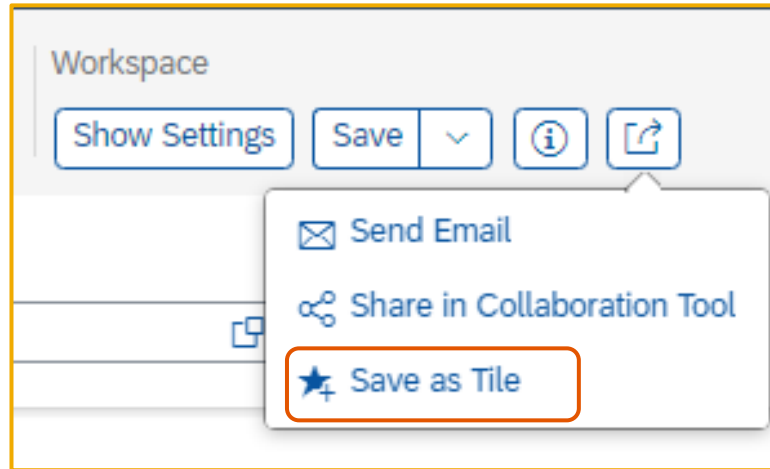 Workspace
Show Settings Save
Send Email
Share in Collaboration Tool
Save as Tile